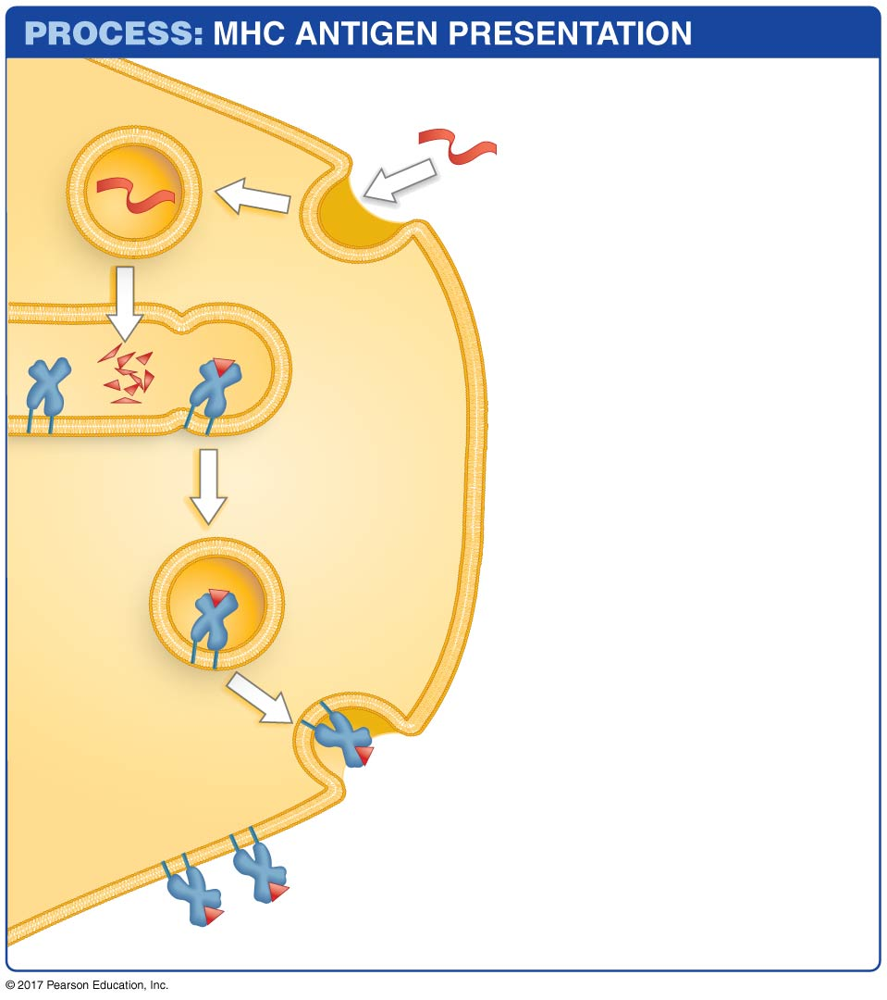 PROCESS: MHC ANTIGEN PRESENTATION
© 2017 Pearson Education, Inc.